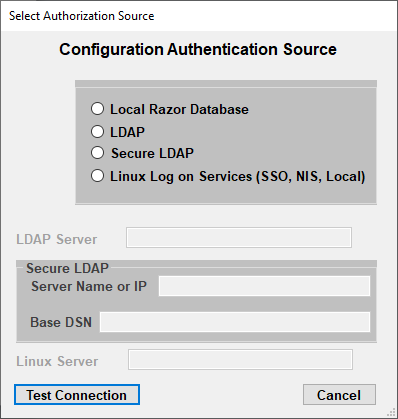 Select Authorization Source
Configuration Authentication Source
Local Razor Database
LDAP
Secure LDAP
Linux Log on Services (SSO, NIS, Local)
LDAP Server
Secure LDAP
Server Name or IP
Base DSN
Linux Server
Test Connection
Cancel